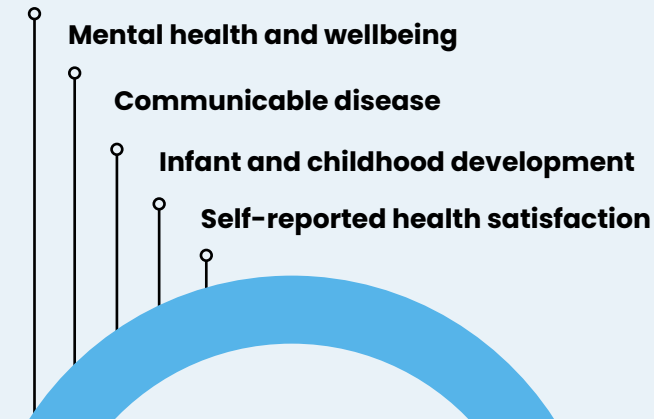 Mental health and wellbeing
Communicable disease
Infant and childhood development
Self-reported health satisfaction